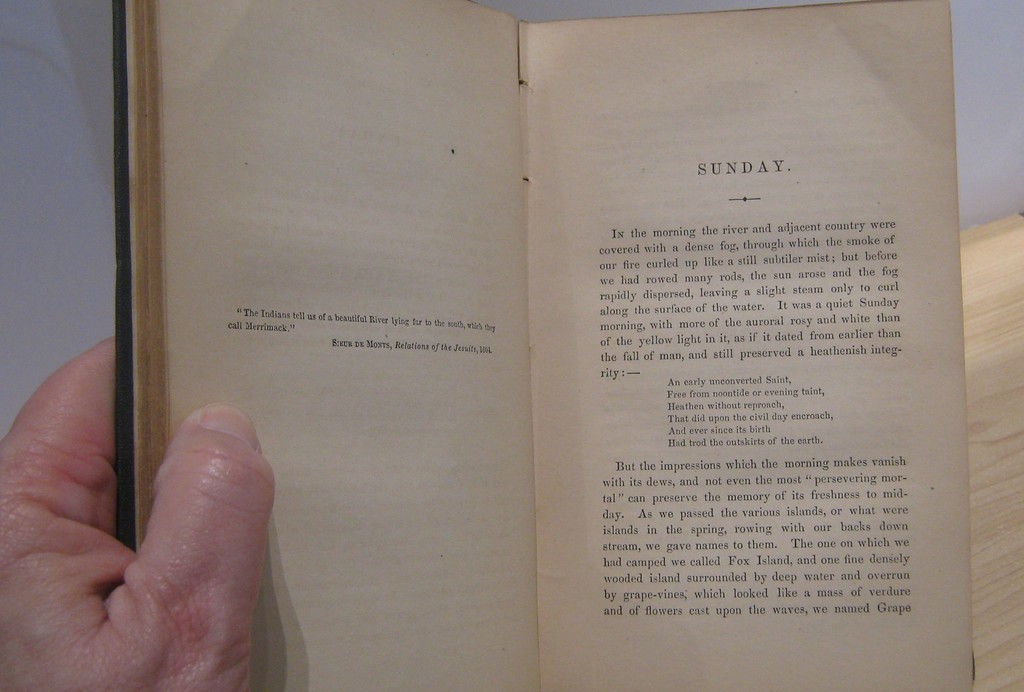 "The Indians tell us of a beautiful River lying far to the south, which they
call Merrimack."
SIEUR DE MONTS, Relations of the Jesuits, 1604.
SUNDAY.
IN the morning the river and adjacent country were
covered with a dense fog, through which the smoke of
our fire curled up like a still subtiler mist; but before
we had rowed many rods, the sun arose and the fog
rapidly dispersed, leaving a slight steam only to curl
along the surface of the water. It was a quiet Sunday
morning, with more of the auroral rosy and white than
of the yellow light in it, as if it dated from earlier than
the fall of man, and still preserved a heathenish integ-
rity:—
An early unconverted Saint,
Free from noontide or evening taint,
Heathen without reproach,
That did upon the civil day encroach,
And ever since its birth
Had trod the outskirts of the earth.
But the impressions which the morning makes vanish
with its dews, and not even the most "persevering mor-
tal" can preserve the memory of its freshness to mid-
day. As we passed the various islands, or what were
islands in the spring, rowing with our backs down
stream, we gave names to them. The one on which we
had camped we called Fox Island, and one fine densely
wooded island surrounded by deep water and overrun
by grape-vines, which looked like a mass of verdure
and of flowers cast upon the waves, we named Grape